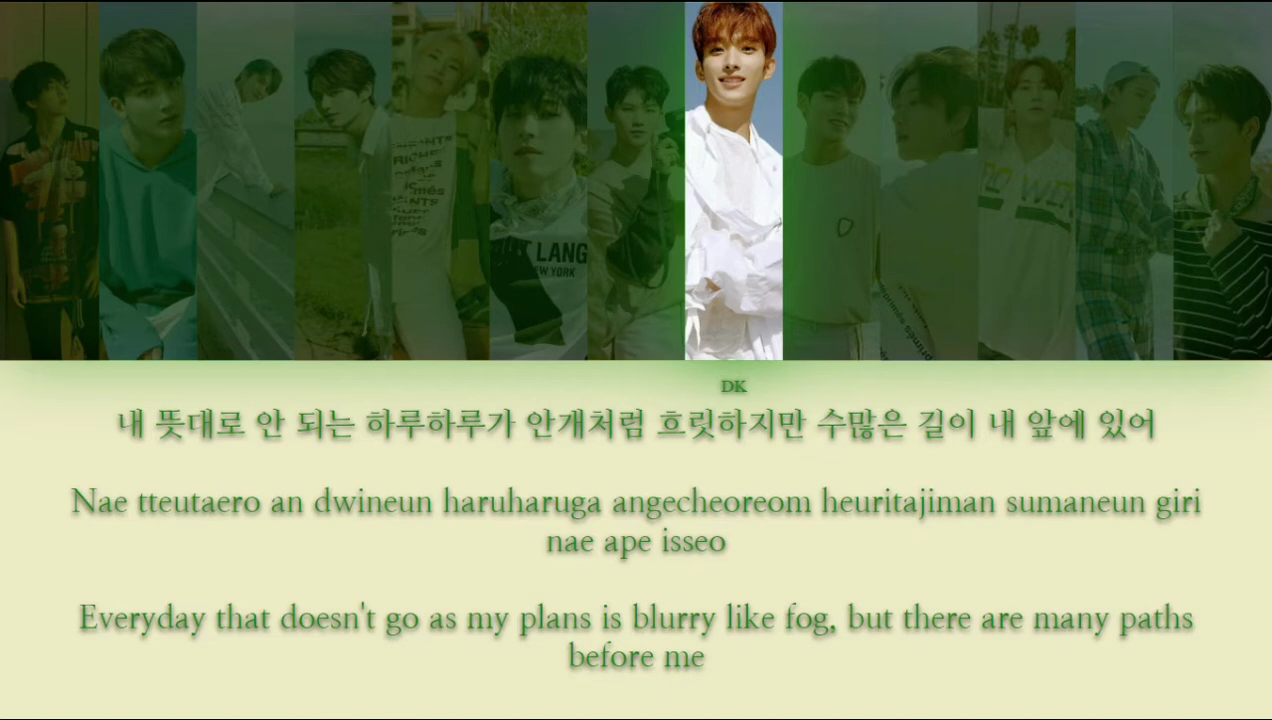 DK
내 뜻대로 안 되는 하루하루가 안개처럼 흐릿하지만 수많은 길이 내 앞에 있어
Nae tteutaero an dwineun haruharuga angecheoreom heuritajiman sumaneun giri
nae ape isseo
Everyday that doesn't go as my plans is blurry like fog, but there are many paths
before me